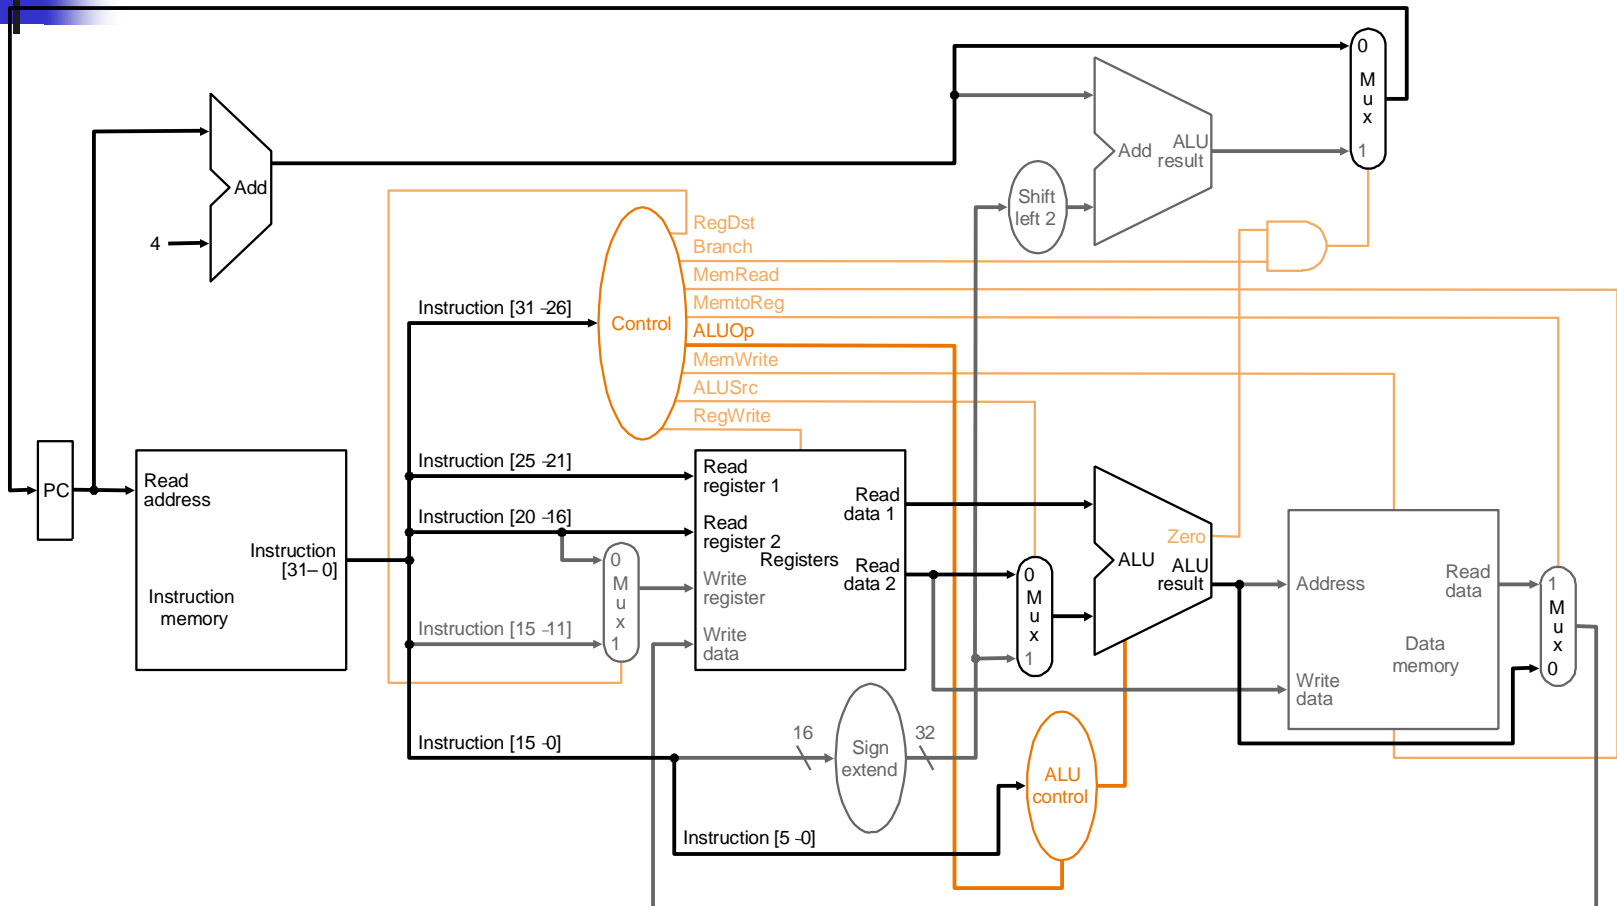 0
M
u
x
1
Add
ALU
result
Add
4
Shift
left 2
RegDst
Branch
MemRead
MemtoReg
ALUOp
MemWrite
ALUSrc
RegWrite
Control
Instruction [31–26]
Instruction [25–21]
Instruction [20–16]
Instruction [15–11]
Instruction [15–0]
Instruction [5–0]
PC
Read
address
Instruction
[31–0]
Instruction
memory
0
M
u
x
1
Read
register 1
Read
register 2
Registers
Write
register
Write
data
Read
data 1
Read
data 2
16
Sign
extend
32
0
M
u
x
1
Zero
ALU
ALU
result
ALU
control
Address
Read
data
Data
memory
Write
data
1
M
u
x
0